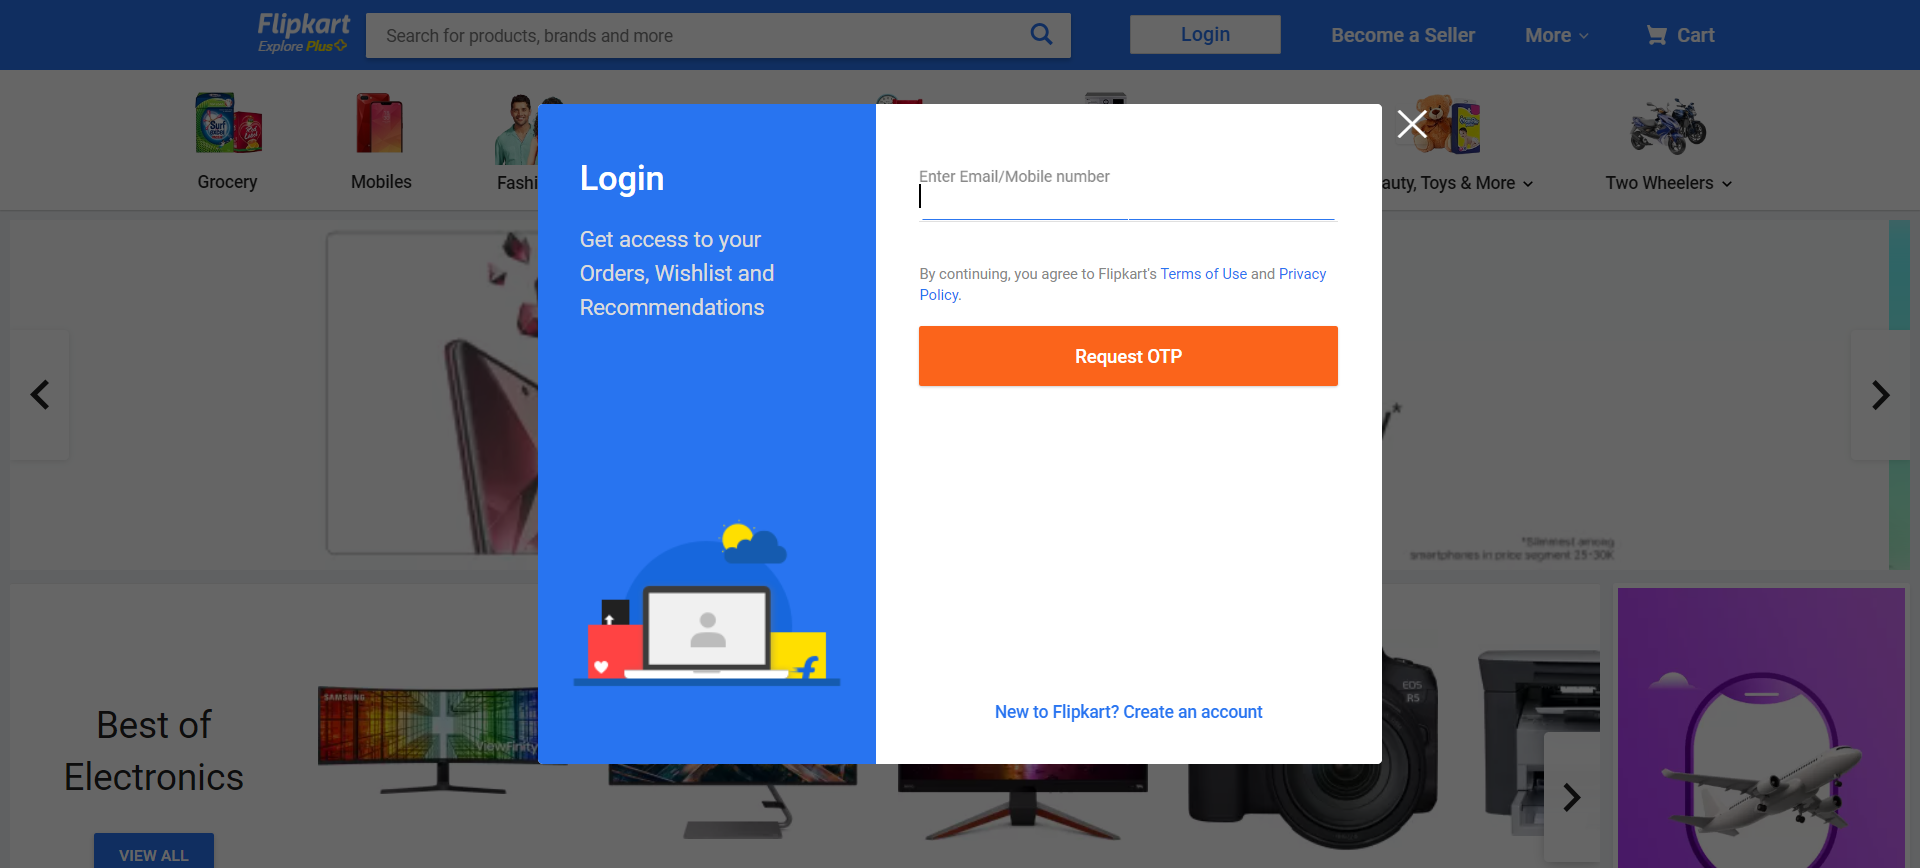 Flipkart
Explore Plus
Search for products, brands and more
Login
Become a Seller
More
Cart
Grocery
Mobiles
Fashi
auty, Toys & More
Two Wheelers
Login
Get access to your
Orders, Wishlist and
Recommendations
Enter Email/Mobile number
By continuing, you agree to Flipkart's Terms of Use and Privacy
Policy.
Request OTP
New to Flipkart? Create an account
*Slimmest among
smartphones in price segment 25-30K
Best of
Electronics
VIEW ALL
SAMSUNG
ViewFinity
EOS
R5